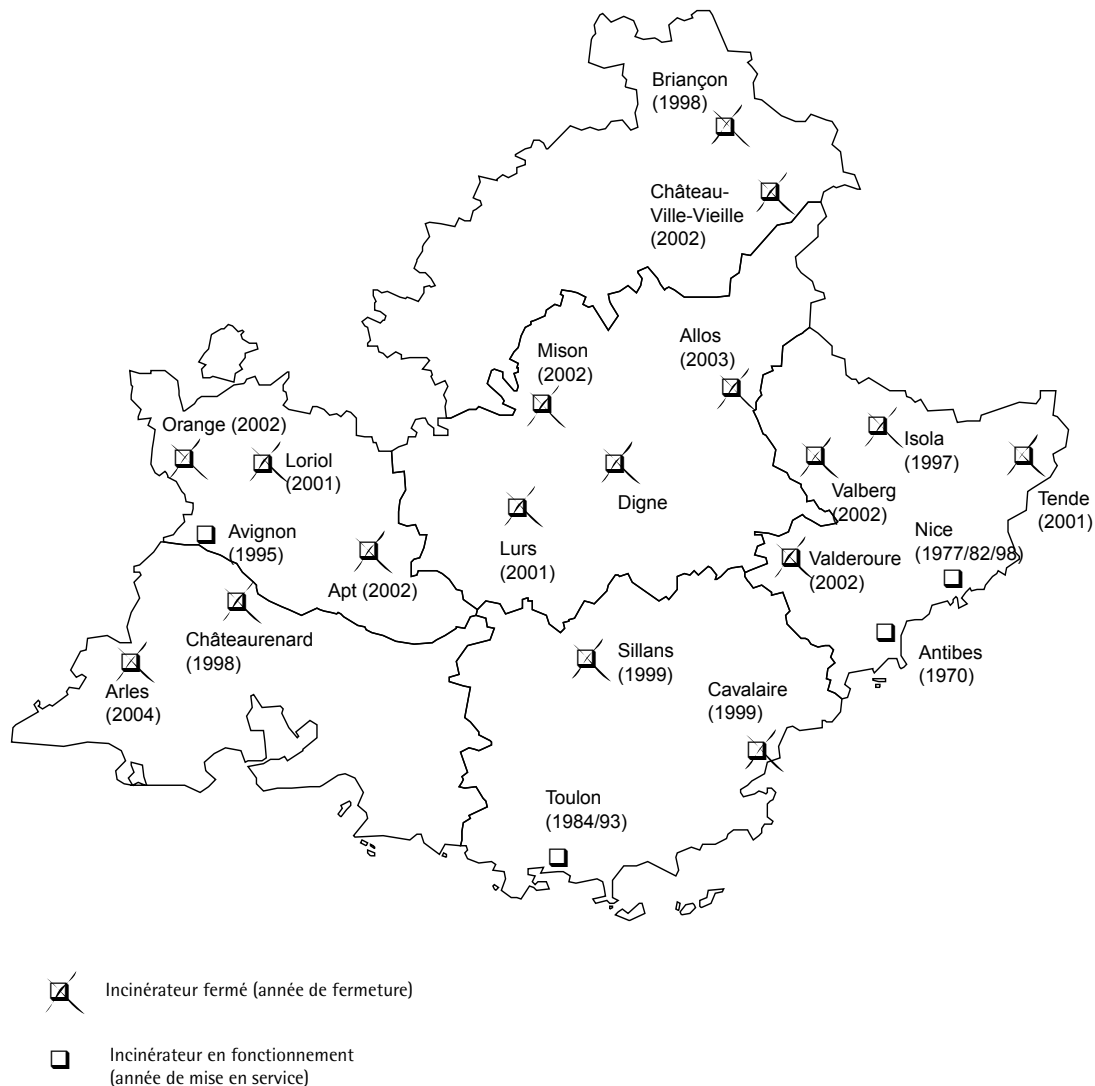 Briançon
(1998)
Château-
Ville-Vieille
(2002)
Allos
(2003)
Mison
(2002)
Orange (2002)
Loriol
(2001)
Isola
(1997)
Valberg
(2002)
Tende
(2001)
Digne
Avignon
(1995)
Lurs
(2001)
Nice
(1977/82/98)
Valderoure
(2002)
Apt (2002)
Châteaurenard
(1998)
Sillans
(1999)
Antibes
(1970)
Arles
(2004)
Cavalaire
(1999)
Toulon
(1984/93)
Incinérateur fermé (année de fermeture)
Incinérateur en fonctionnement
(année de mise en service)